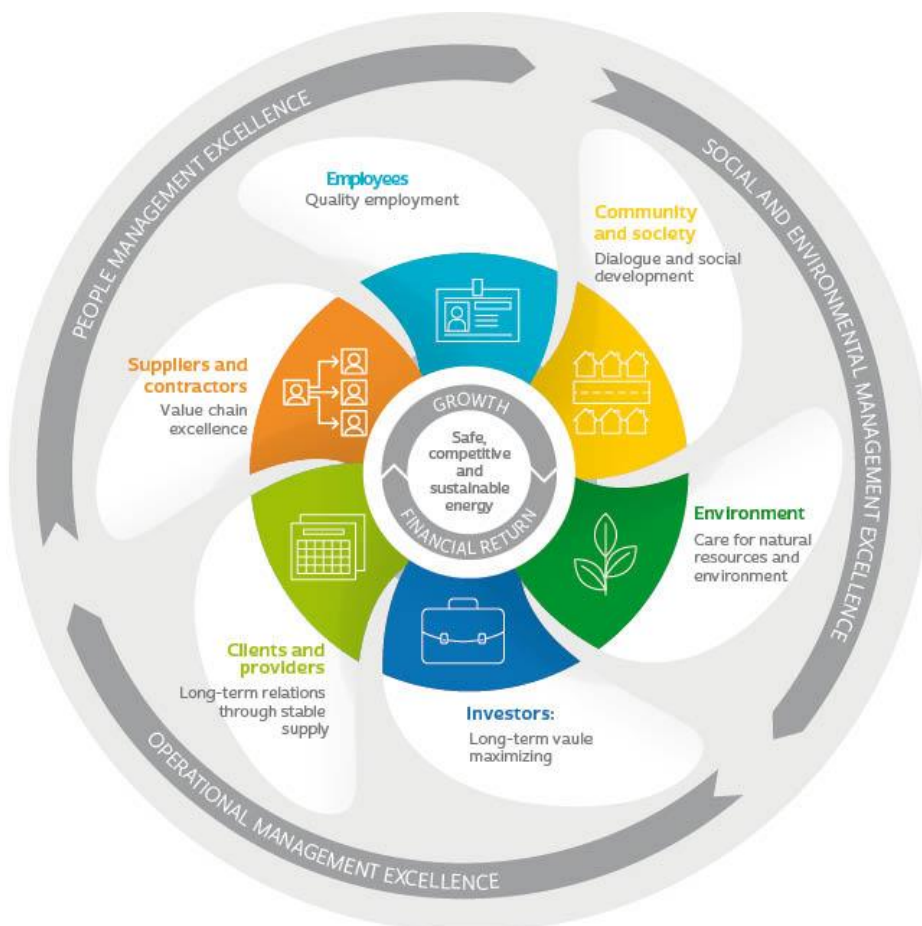 PEOPLE MANAGEMENT EXCELLENCE
SOCIAL AND ENVIRONMENTAL MANAGEMENT EXCELLENCE
Employees
Quality employment
Community
and society
Dialogue and social
development
Suppliers and
contractors
Value chain
excellence
GROWTH
Safe,
competitive
and
sustainable
energy
FINANCIAL RETURN
Environment
Care for natural
resources and
environment
Clients and
providers
Long-term relations
through stable
supply
Investors:
Long-term vaule
maximizing
OPERATIONAL MANAGEMENT EXCELLENCE